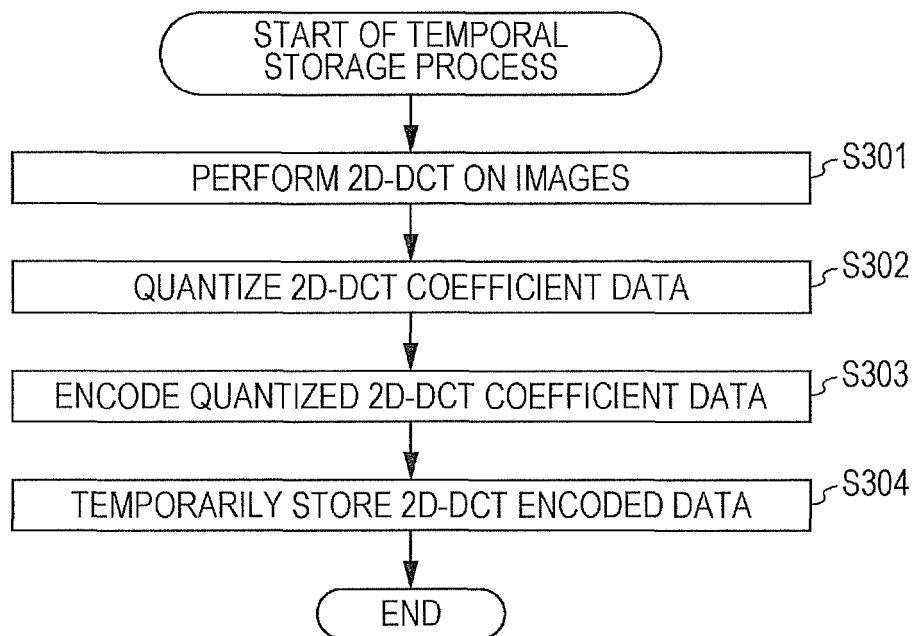 START OF TEMPORAL
STORAGE PROCESS
PERFORM 2D-DCT ON IMAGES
S301
QUANTIZE 2D-DCT COEFFICIENT DATA
S302
ENCODE QUANTIZED 2D-DCT COEFFICIENT DATA
S303
TEMPORARILY STORE 2D-DCT ENCODED DATA
S304
END